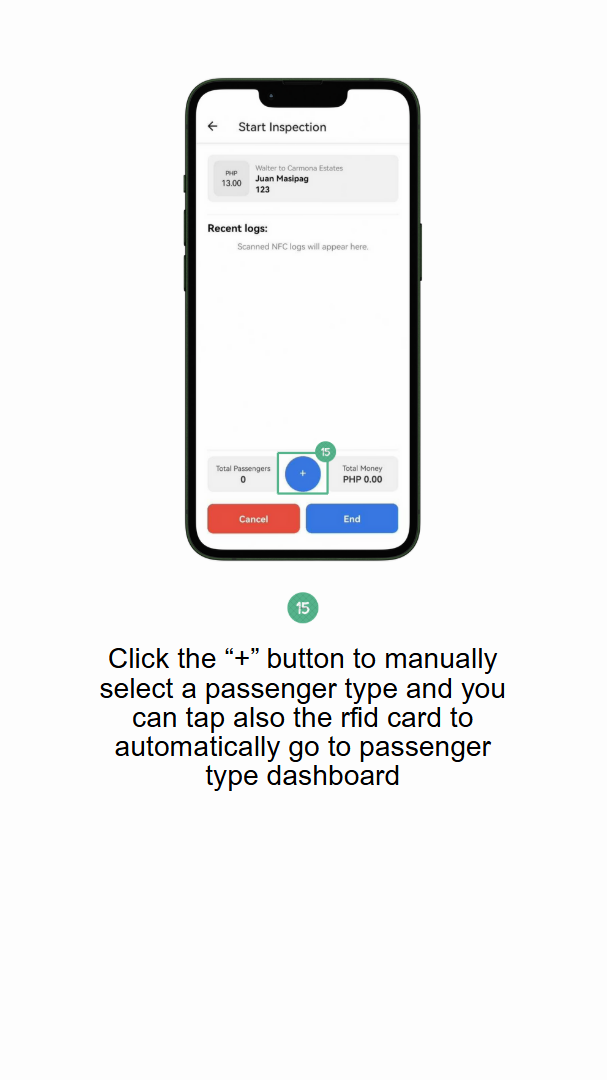 Start Inspection
PHP
13.00
Walter to Carmona Estates
Juan Masipag
123
Recent logs:
Scanned NFC logs will appear here.
15
Total Passengers
0
+
Total Money
PHP 0.00
Cancel
End
15
Click the “+” button to manually
select a passenger type and you
can tap also the rfid card to
automatically go to passenger
type dashboard